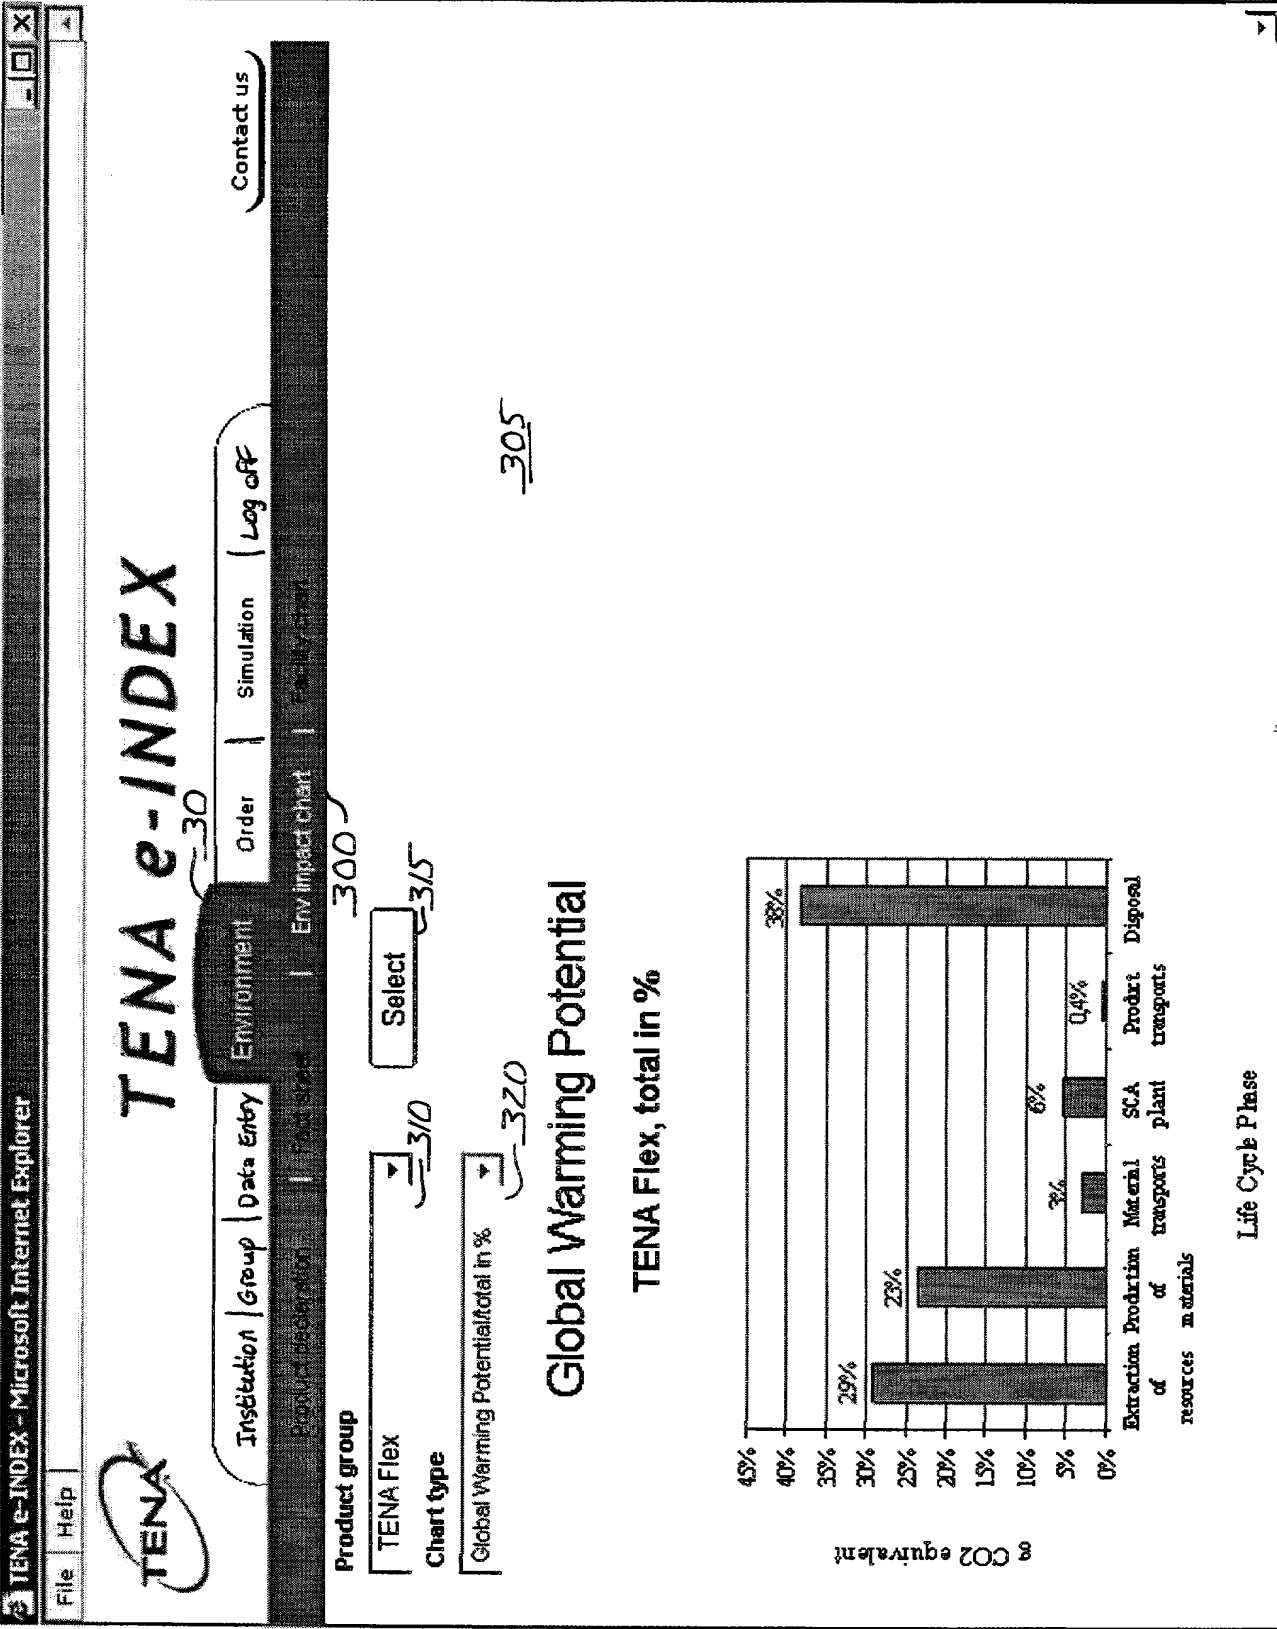 TENA e-INDEX - Microsoft Internet Explorer
File | Help
TENA
TENA e-INDEX
30
Contact us
Institution | Group | Data Entry Environment Order | Simulation | Log off
Product declaration | Fact sheet | Env impact chart | Facility chart
300
Product group
TENA Flex
310
Select
315
Chart type
Global Warming Potential/total in %
320
305
Global Warming Potential
TENA Flex, total in %
g CO2 equivalent
45%
40%
35%
30%
25%
20%
15%
10%
5%
0%
29%
23%
3%
6%
0,4%
38%
Extraction of resources
Production of materials
Material transports
SCA plant
Product transports
Disposal
Life Cycle Phase